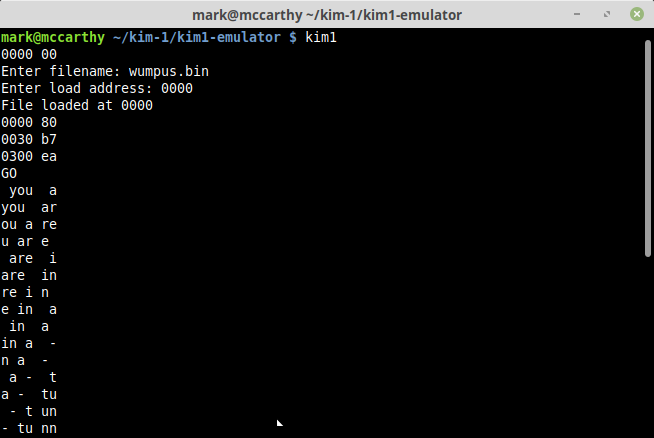 mark@mccarthy ~/kim-1/kim1-emulator
mark@mccarthy ~/kim-1/kim1-emulator $ kim1
0000 00
Enter filename: wumpus.bin
Enter load address: 0000
File loaded at 0000
0000 80
0030 b7
0300 ea
GO
 you  a
you  ar
ou a re
u ar e
 are  i
are  in
re i n
e in  a
 in  a
in a  -
n a  -
 a -  t
a -  tu
 - t un
- tu nn